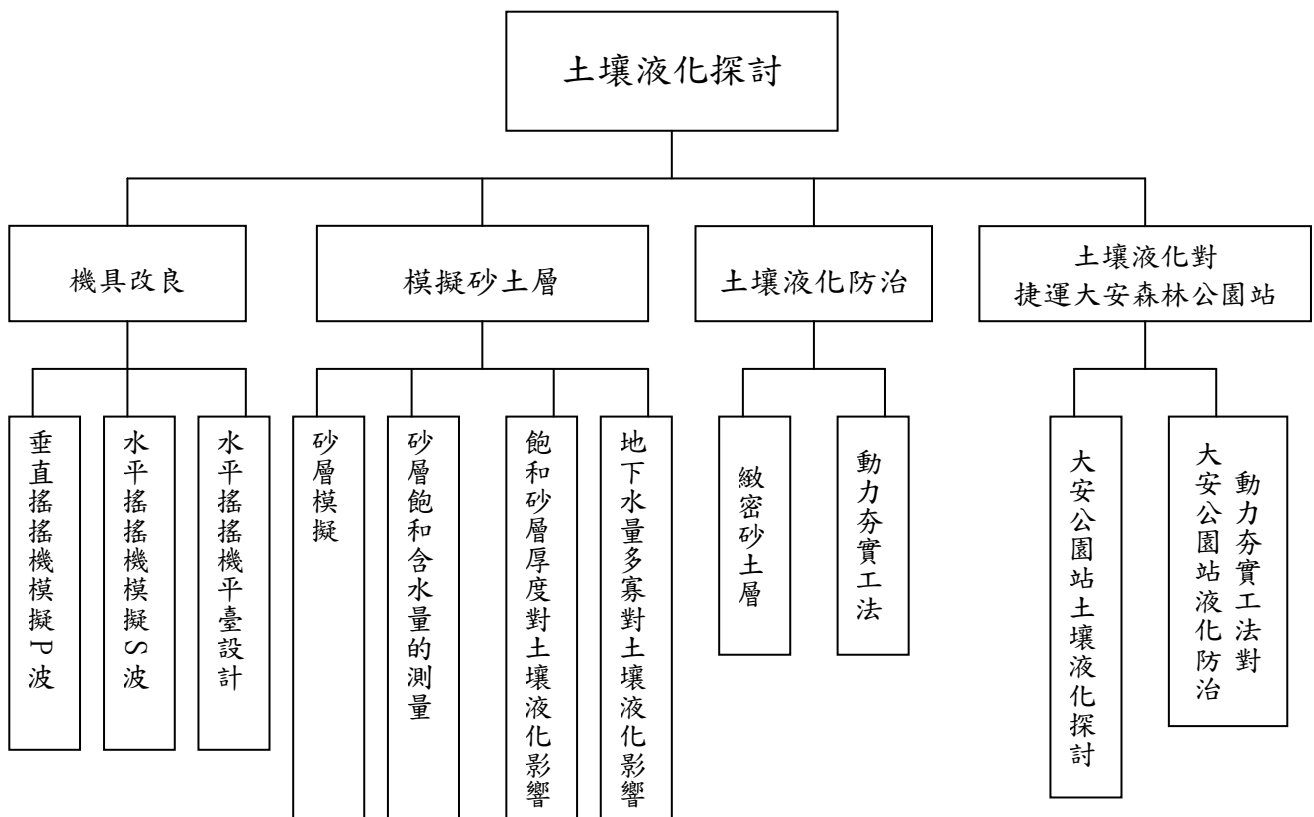 土壤液化探討
機具改良
模擬砂土層
土壤液化防治
土壤液化對
捷運大安森林公園站
垂直搖搖機模擬P波
水平搖搖機模擬S波
水平搖搖機平臺設計
砂層模擬
砂層飽和含水量的測量
飽和砂層厚度對土壤液化影響
地下水量多寡對土壤液化影響
緻密砂土層
動力夯實工法
大安公園站土壤液化探討
動力夯實工法對
大安公園站液化防治